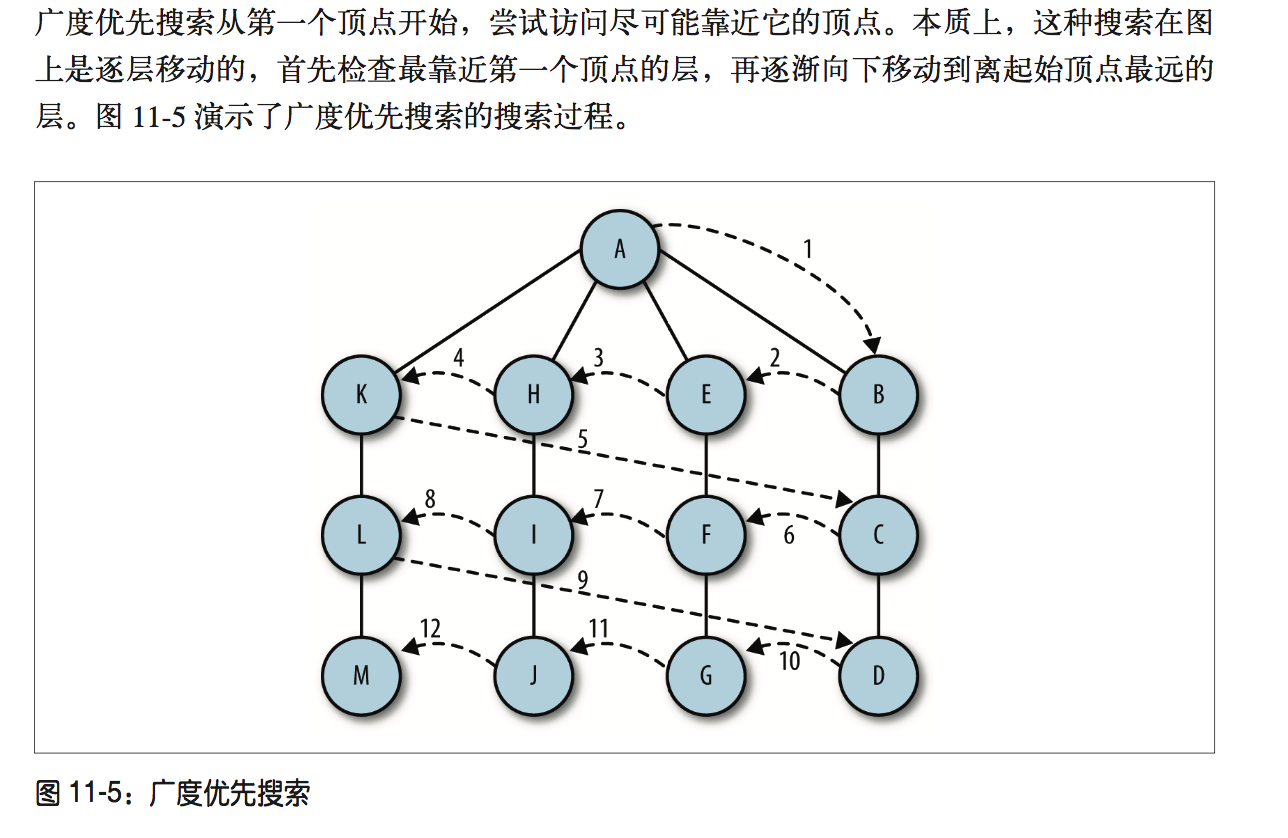 广度优先搜索从第一个顶点开始，尝试访问尽可能靠近它的顶点。本质上，这种搜索在图
上是逐层移动的，首先检查最靠近第一个顶点的层，再逐渐向下移动到离起始顶点最远的
层。图 11-5 演示了广度优先搜索的搜索过程。
A
1
4
3
2
K
H
E
B
5
8
7
6
L
I
F
C
9
12
11
10
M
J
G
D
图 11-5：广度优先搜索